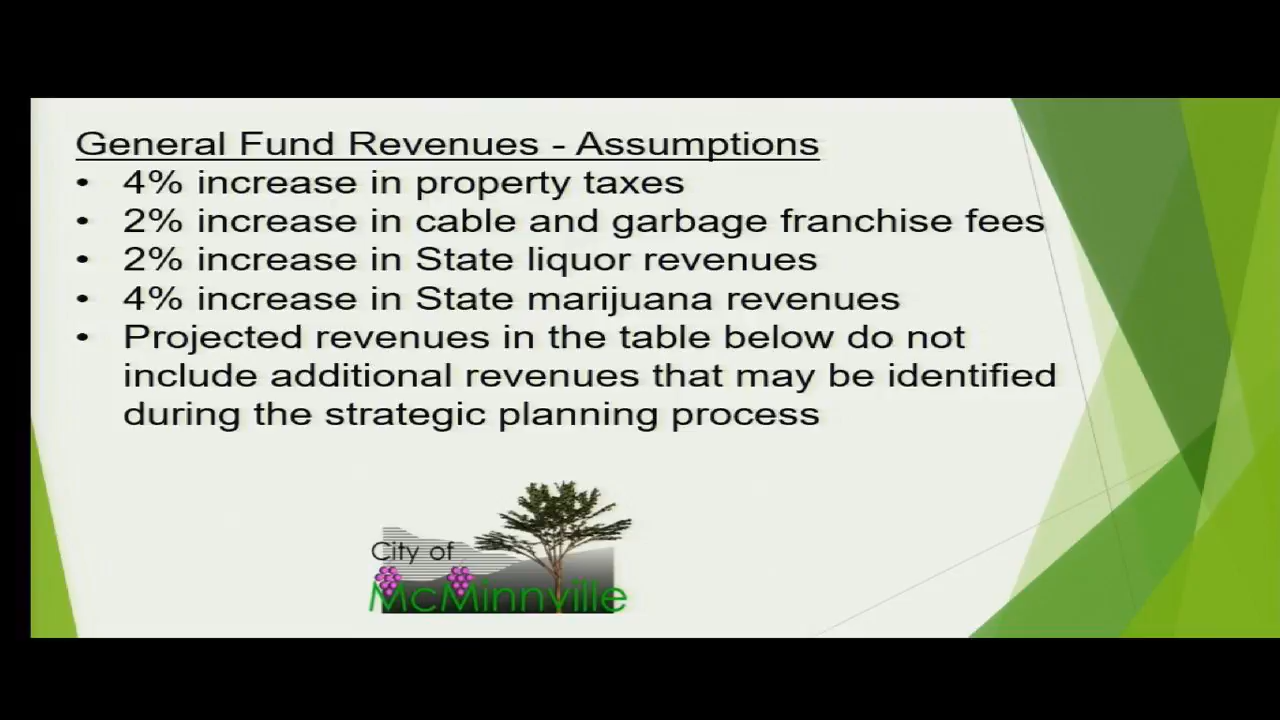 General Fund Revenues - Assumptions
• 4% increase in property taxes
• 2% increase in cable and garbage franchise fees
• 2% increase in State liquor revenues
• 4% increase in State marijuana revenues
• Projected revenues in the table below do not
include additional revenues that may be identified
during the strategic planning process
City of
McMinnville